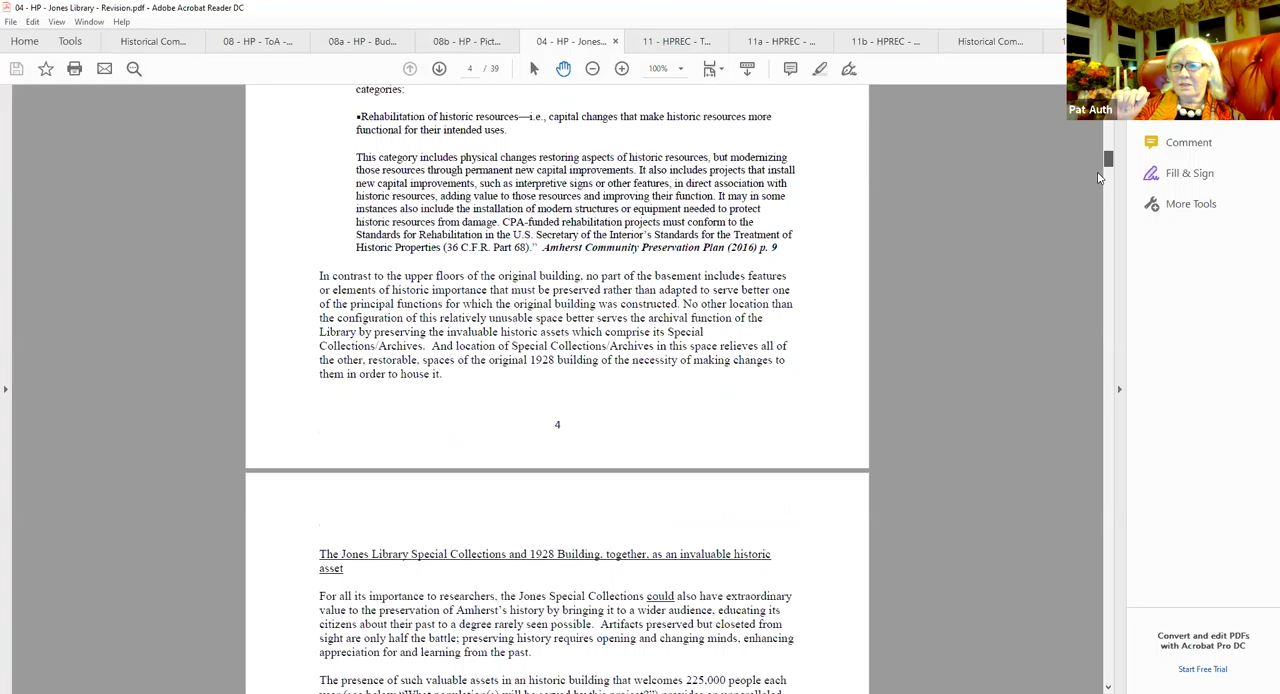 04 - HP - Jones Library - Revision.pdf - Adobe Acrobat Reader DC
File Edit View Window Help
Home Tools Historical Com... 08 - HP - ToA -... 08a - HP - Bud... 08b - HP - Pict... 04 - HP - Jones... × 11 - HPREC - T... 11a - HPREC - ... 11b - HPREC - ... Historical Com...
4 / 39 100%
Pat Auth
Comment
Fill & Sign
More Tools
categories:
▪Rehabilitation of historic resources—i.e., capital changes that make historic resources more
functional for their intended uses.
This category includes physical changes restoring aspects of historic resources, but modernizing
those resources through permanent new capital improvements. It also includes projects that install
new capital improvements, such as interpretive signs or other features, in direct association with
historic resources, adding value to those resources and improving their function. It may in some
instances also include the installation of modern structures or equipment needed to protect
historic resources from damage. CPA-funded rehabilitation projects must conform to the
Standards for Rehabilitation in the U.S. Secretary of the Interior's Standards for the Treatment of
Historic Properties (36 C.F.R. Part 68)." Amherst Community Preservation Plan (2016) p. 9
In contrast to the upper floors of the original building, no part of the basement includes features
or elements of historic importance that must be preserved rather than adapted to serve better one
of the principal functions for which the original building was constructed. No other location than
the configuration of this relatively unusable space better serves the archival function of the
Library by preserving the invaluable historic assets which comprise its Special
Collections/Archives. And location of Special Collections/Archives in this space relieves all of
the other, restorable, spaces of the original 1928 building of the necessity of making changes to
them in order to house it.
4
The Jones Library Special Collections and 1928 Building, together, as an invaluable historic
asset
For all its importance to researchers, the Jones Special Collections could also have extraordinary
value to the preservation of Amherst's history by bringing it to a wider audience, educating its
citizens about their past to a degree rarely seen possible. Artifacts preserved but closeted from
sight are only half the battle; preserving history requires opening and changing minds, enhancing
appreciation for and learning from the past.
The presence of such valuable assets in an historic building that welcomes 225,000 people each
year (see below "What population(s) will be served by this project?") provides an unparalleled
Convert and edit PDFs
with Acrobat Pro DC
Start Free Trial